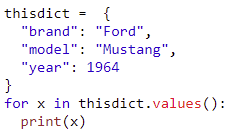 thisdict =  {
  "brand": "Ford",
  "model": "Mustang",
  "year": 1964
}
for x in thisdict.values():
  print(x)